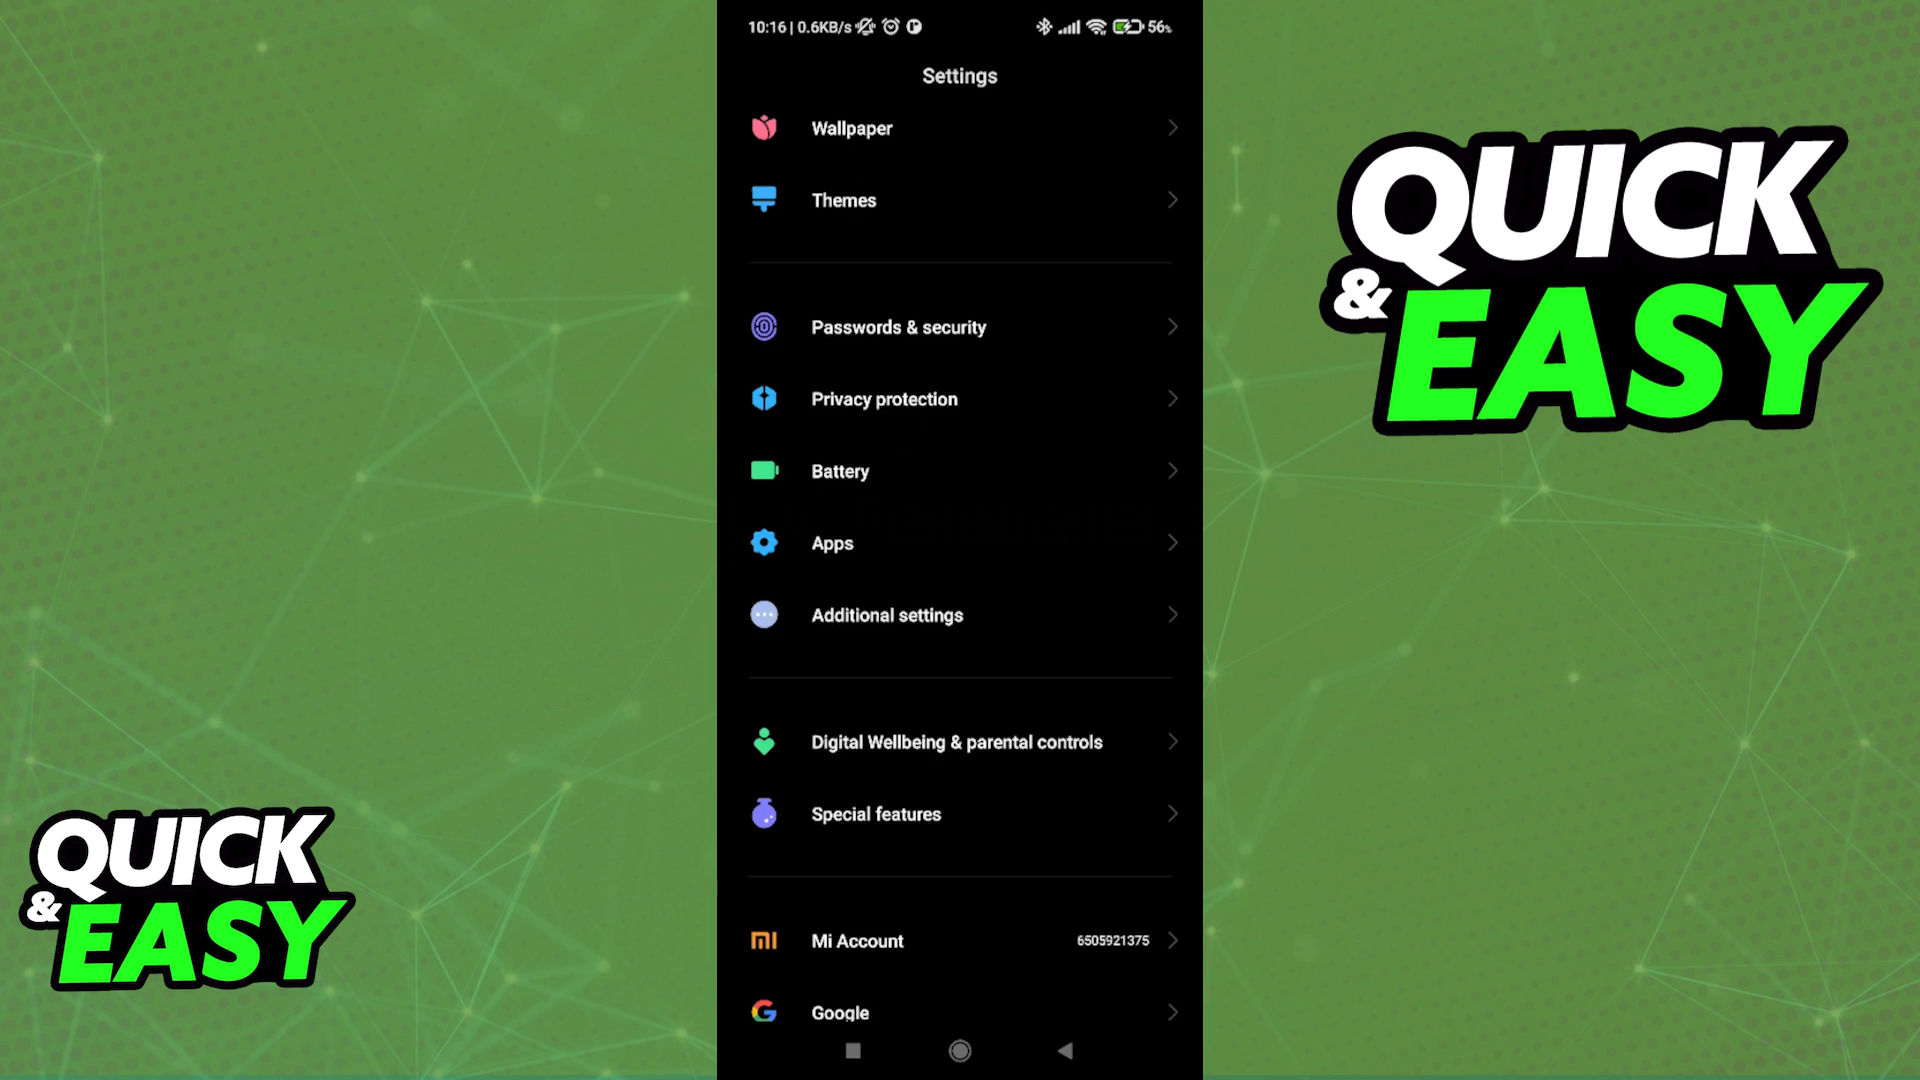 10:16 | 0.6KB/s
56%
Settings
Wallpaper
Themes
Passwords & security
Privacy protection
Battery
Apps
Additional settings
Digital Wellbeing & parental controls
Special features
Mi Account 6505921375
Google
QUICK
& EASY
QUICK
& EASY